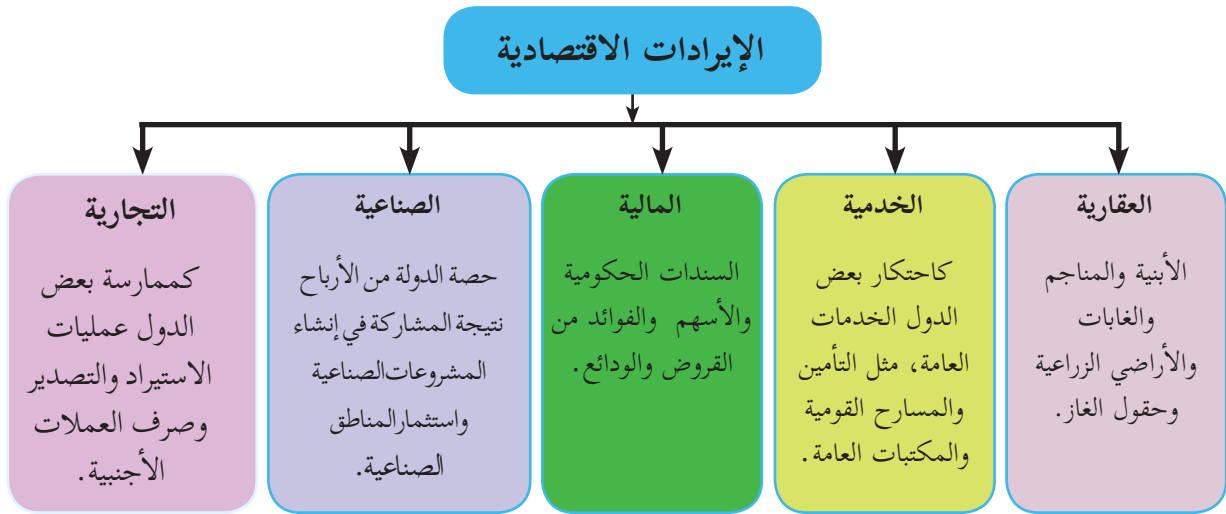 الإيرادات الاقتصادية
العقارية
الأبنية والمناجم
والغابات
والأراضي الزراعية
وحقول الغاز.
الخدمية
كاحتكار بعض
الدول الخدمات
العامة، مثل التأمين
والمسارح القومية
والمكتبات العامة.
المالية
السندات الحكومية
والأسهم والفوائد من
القروض والودائع.
الصناعية
حصة الدولة من الأرباح
نتيجة المشاركة في إنشاء
المشروعات الصناعية
واستثمار المناطق
الصناعية.
التجارية
كممارسة بعض
الدول عمليات
الاستيراد والتصدير
وصرف العملات
الأجنبية.